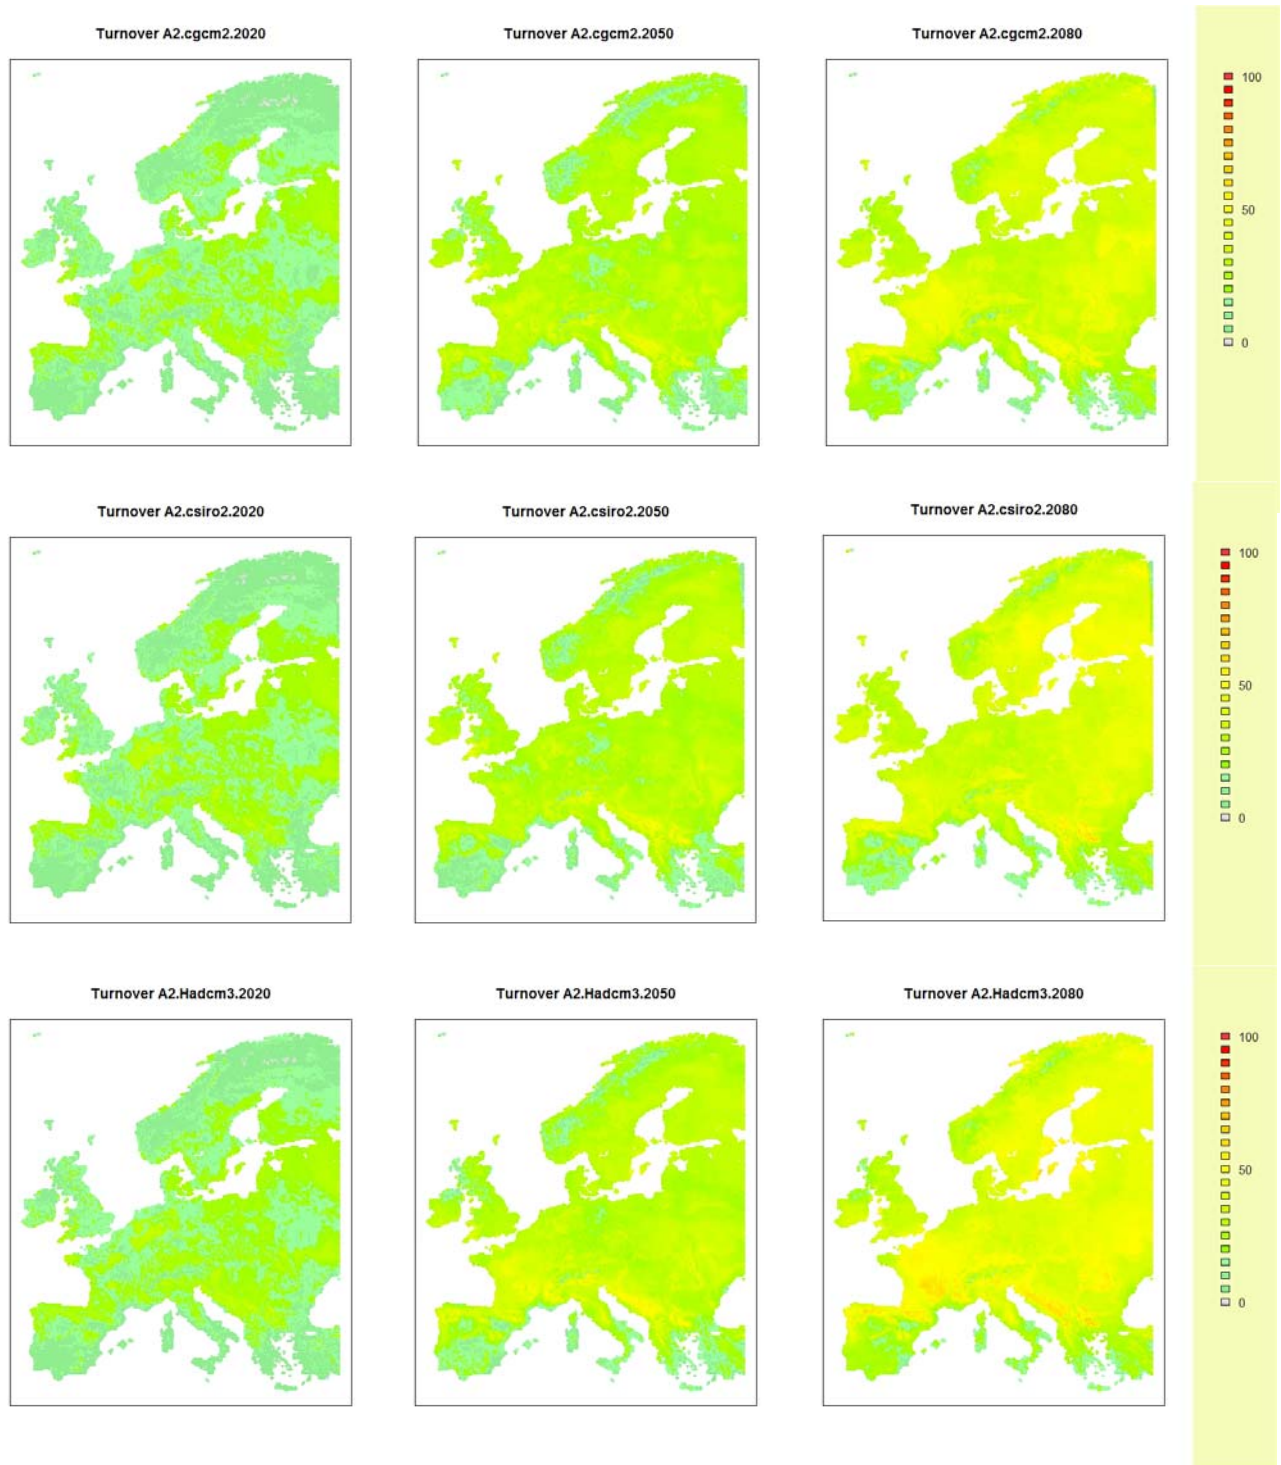 Turnover A2.cgcm2.2020
Turnover A2.cgcm2.2050
Turnover A2.cgcm2.2080
100
50
0
Turnover A2.csiro2.2020
Turnover A2.csiro2.2050
Turnover A2.csiro2.2080
100
50
0
Turnover A2.Hadcm3.2020
Turnover A2.Hadcm3.2050
Turnover A2.Hadcm3.2080
100
50
0